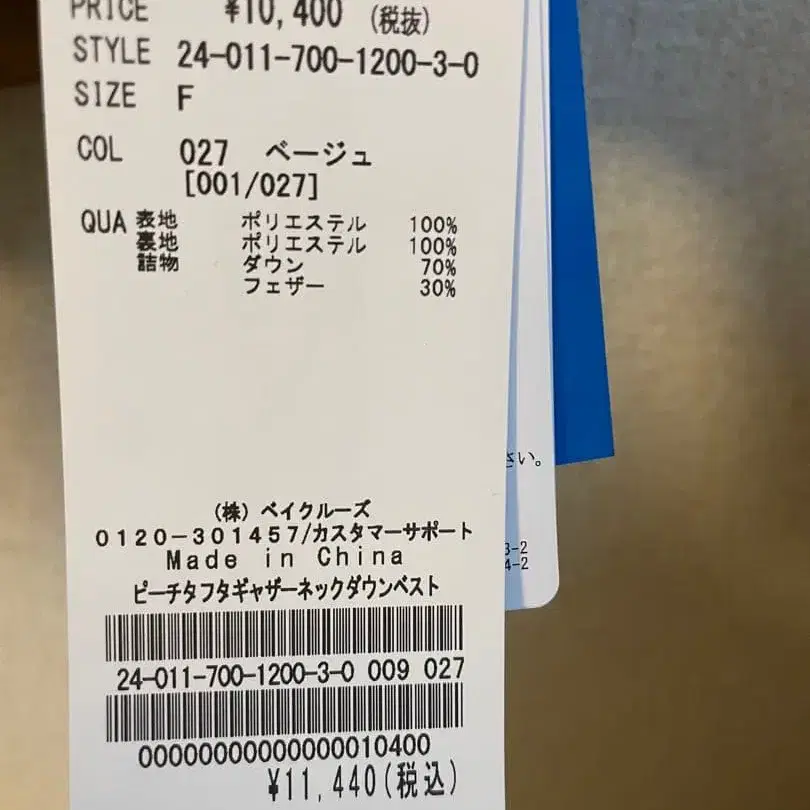 PRICE ¥10,400 (税抜)
STYLE 24-011-700-1200-3-0
SIZE F
COL 027 ベージュ
[001/027]
QUA 表地 ポリエステル 100%
裏地 ポリエステル 100%
詰物 ダウン 70%
フェザー 30%
さい。
(株) ベイクルーズ
0120-301457/カスタマーサポート
3-2
Made in China
4-2
ピーチタフタギャザーネックダウンベスト
24-011-700-1200-3-0 009 027
00000000000000010400
¥11,440(税込)